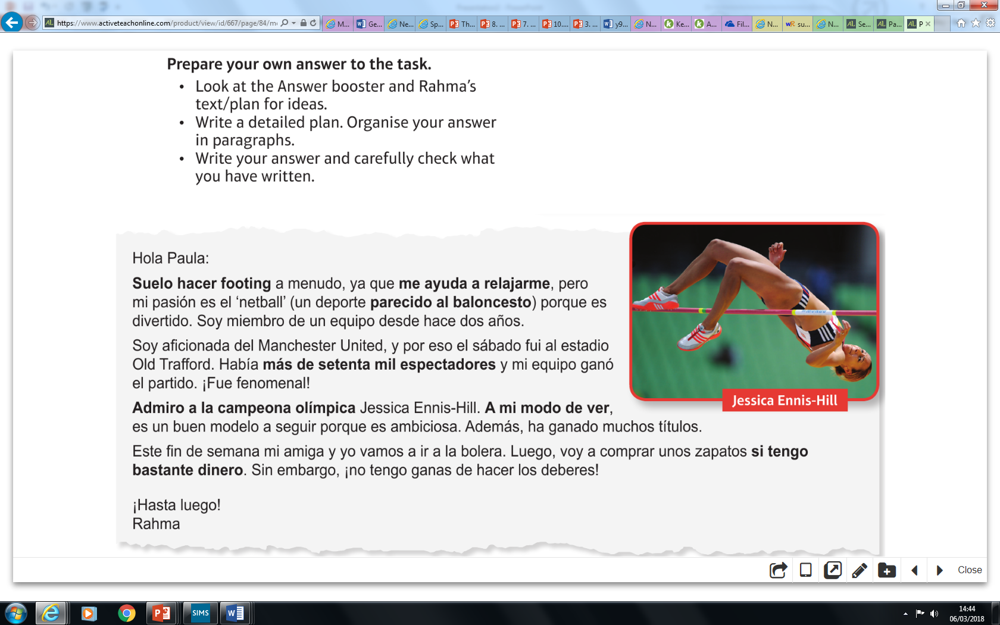 https://www.activeteachonline.com/product/view/id/667/page/84/m
M...
Ge...
Ne...
Sp...
Th...
8. ...
7. ...
10....
3. ...
y9...
N...
Ke...
A...
Fil...
N...
su...
N...
Se...
Pa...
P
Prepare your own answer to the task.
• Look at the Answer booster and Rahma's
text/plan for ideas.
• Write a detailed plan. Organise your answer
in paragraphs.
• Write your answer and carefully check what
you have written.
Hola Paula:
Suelo hacer footing a menudo, ya que me ayuda a relajarme, pero
mi pasión es el ‘netball’ (un deporte parecido al baloncesto) porque es
divertido. Soy miembro de un equipo desde hace dos años.
Soy aficionada del Manchester United, y por eso el sábado fui al estadio
Old Trafford. Había más de setenta mil espectadores y mi equipo ganó
el partido. ¡Fue fenomenal!
Jessica Ennis-Hill
Admiro a la campeona olímpica Jessica Ennis-Hill. A mi modo de ver,
es un buen modelo a seguir porque es ambiciosa. Además, ha ganado muchos títulos.
Este fin de semana mi amiga y yo vamos a ir a la bolera. Luego, voy a comprar unos zapatos si tengo
bastante dinero. Sin embargo, ¡no tengo ganas de hacer los deberes!
¡Hasta luego!
Rahma
Close
SIMS
14:44
06/03/2018